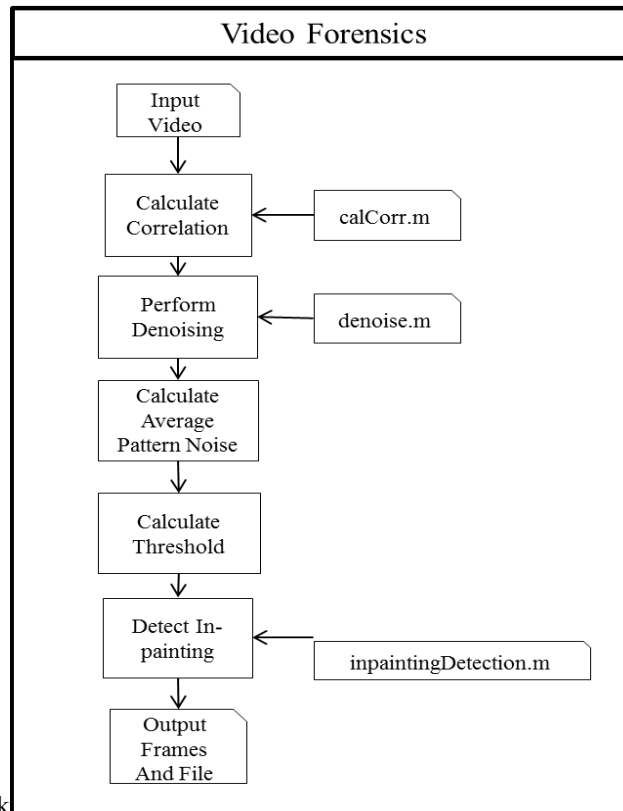 Video Forensics
Input
Video
Calculate
Correlation
calCorr.m
Perform
Denoising
denoise.m
Calculate
Average
Pattern Noise
Calculate
Threshold
Detect In-
painting
inpaintingDetection.m
Output
Frames
And File
k